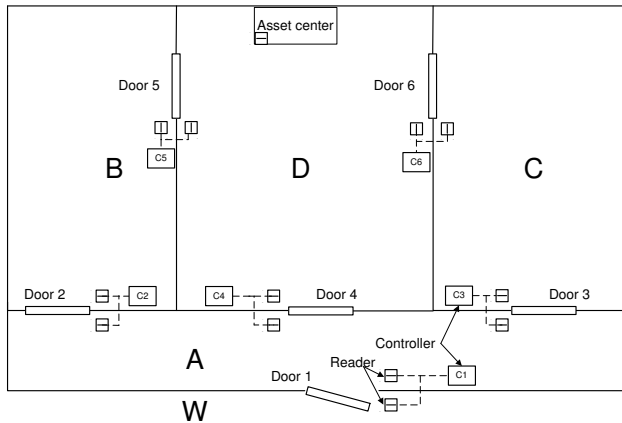 Asset center
Door 5
Door 6
C5
C6
B
D
C
Door 2
C2
C4
Door 4
C3
Door 3
Controller
A
Reader
Door 1
C1
W